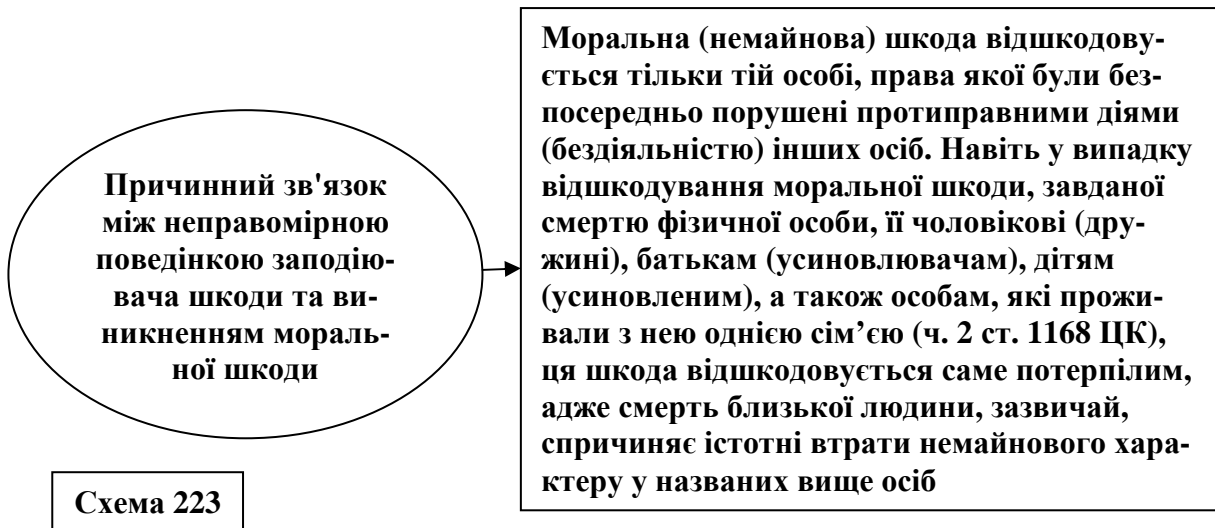 Причинний зв'язок
між неправомірною
поведінкою заподію-
вача шкоди та ви-
никненням мораль-
ної шкоди
Моральна (немайнова) шкода відшкодову-
ється тільки тій особі, права якої були без-
посередньо порушені протиправними діями
(бездіяльністю) інших осіб. Навіть у випадку
відшкодування моральної шкоди, завданої
смертю фізичної особи, її чоловікові (дру-
жині), батькам (усиновлювачам), дітям
(усиновленим), а також особам, які прожи-
вали з нею однією сім’єю (ч. 2 ст. 1168 ЦК),
ця шкода відшкодовується саме потерпілим,
адже смерть близької людини, зазвичай,
спричиняє істотні втрати немайнового хара-
ктеру у названих вище осіб
Схема 223